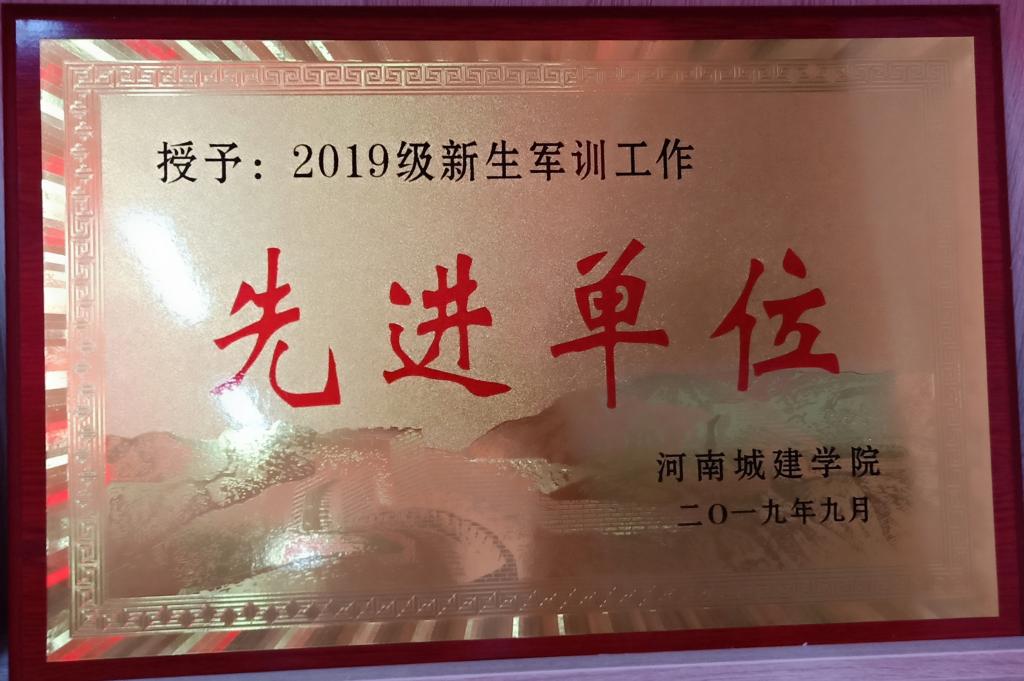 授予：2019级新生军训工作
先进单位
河南城建学院
二〇一九年九月